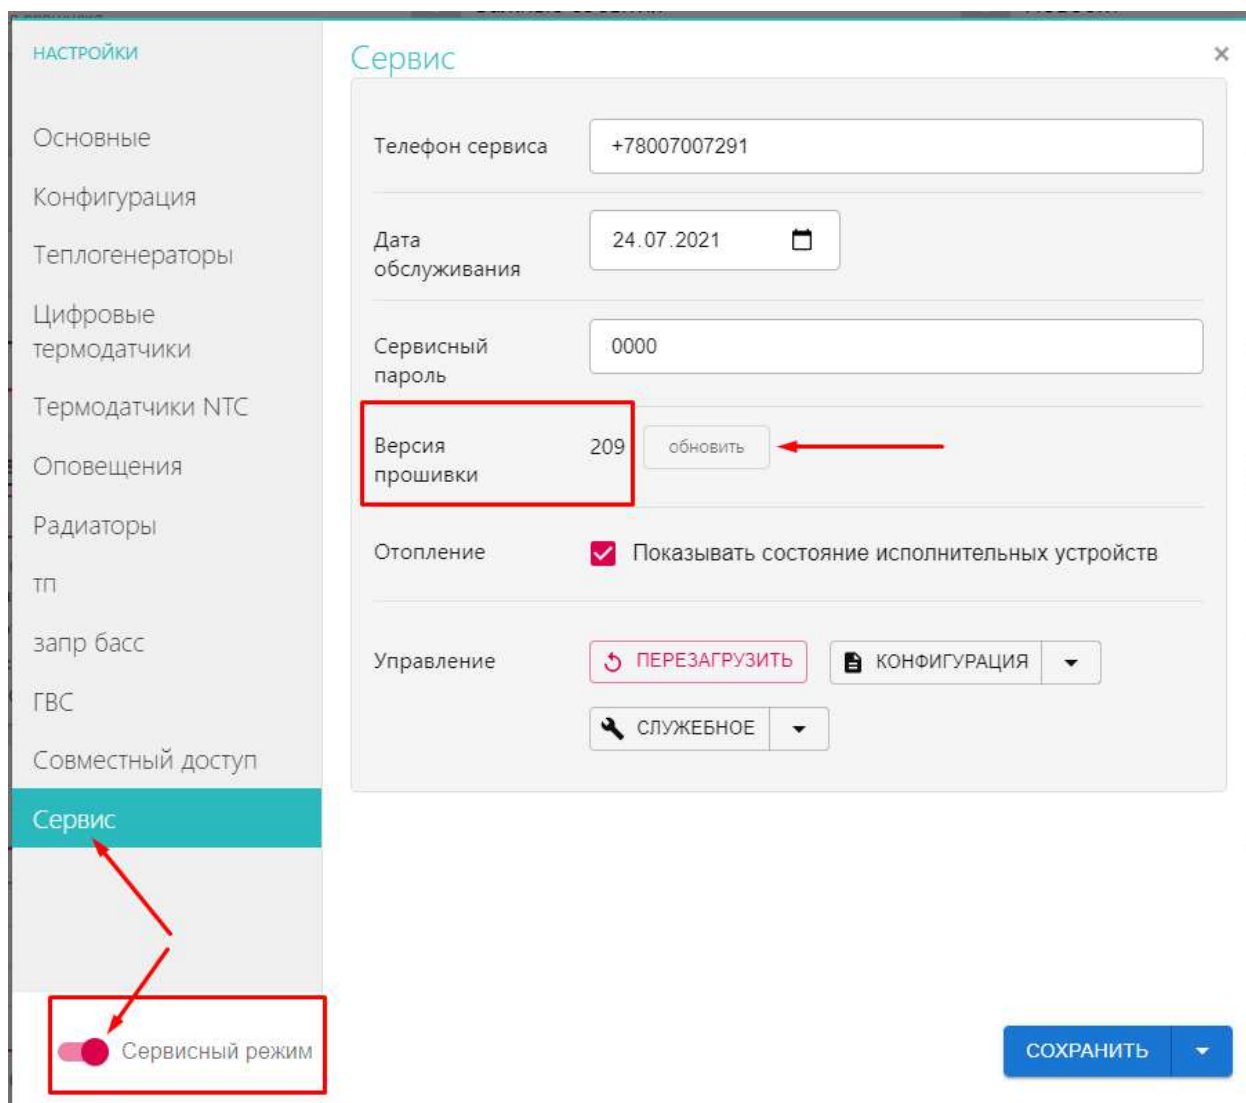 НАСТРОЙКИ
Основные
Конфигурация
Теплогенераторы
Цифровые
термодатчики
Термодатчики NTC
Оповещения
Радиаторы
тп
запр басс
ГВС
Совместный доступ
Сервис
Сервисный режим
Сервис
×
Телефон сервиса
+78007007291
Дата
обслуживания
24.07.2021
Сервисный
пароль
0000
Версия
прошивки
209
обновить
Отопление
Показывать состояние исполнительных устройств
Управление
ПЕРЕЗАГРУЗИТЬ
КОНФИГУРАЦИЯ
СЛУЖЕБНОЕ
СОХРАНИТЬ